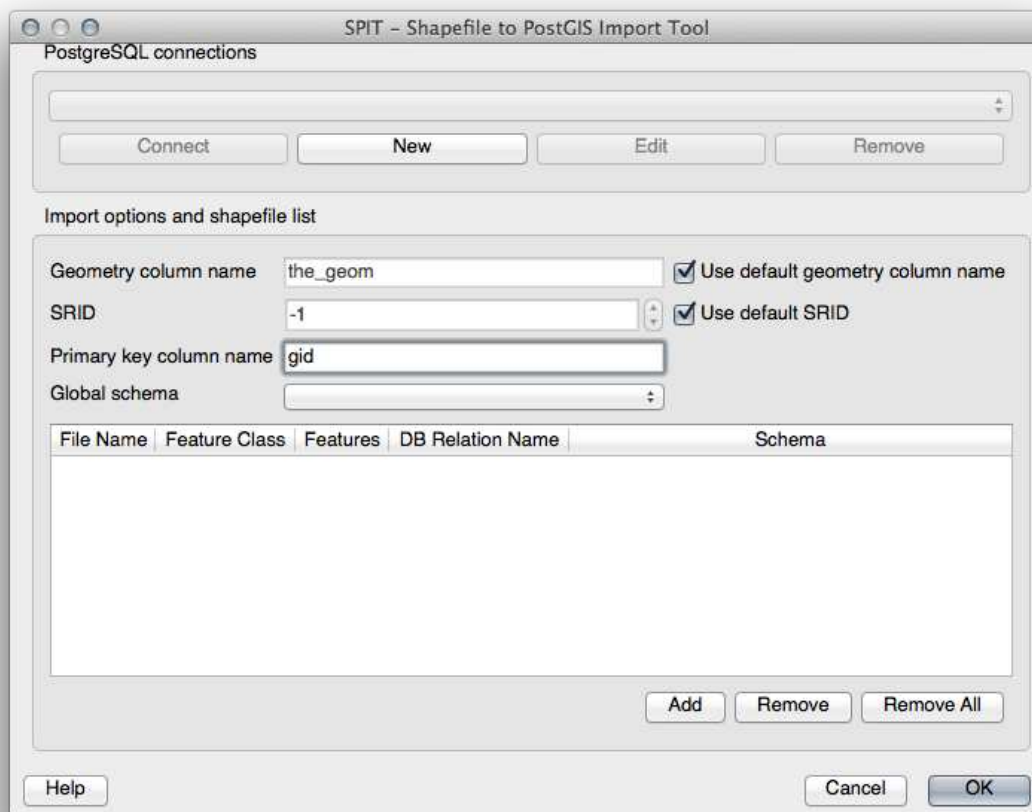 SPIT - Shapefile to PostGIS Import Tool
PostgreSQL connections
Connect New Edit Remove
Import options and shapefile list
Geometry column name the_geom Use default geometry column name
SRID -1 Use default SRID
Primary key column name gid
Global schema
File Name Feature Class Features DB Relation Name Schema
Add Remove Remove All
Help Cancel OK